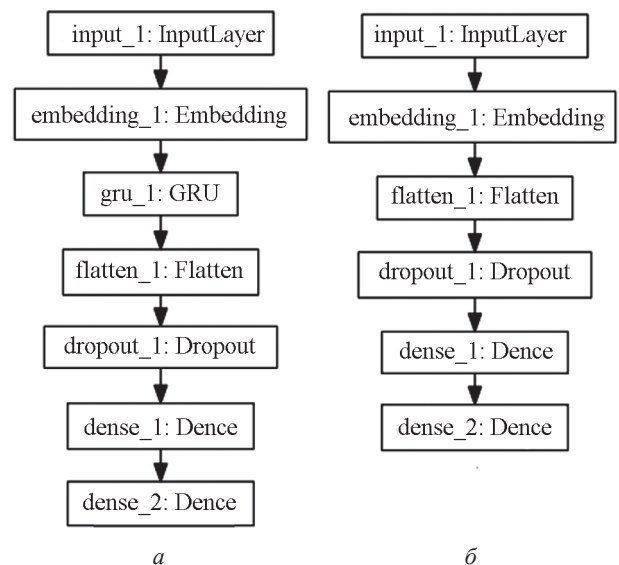 input_1: InputLayer
embedding_1: Embedding
gru_1: GRU
flatten_1: Flatten
dropout_1: Dropout
dense_1: Dence
dense_2: Dence
а
input_1: InputLayer
embedding_1: Embedding
flatten_1: Flatten
dropout_1: Dropout
dense_1: Dence
dense_2: Dence
б